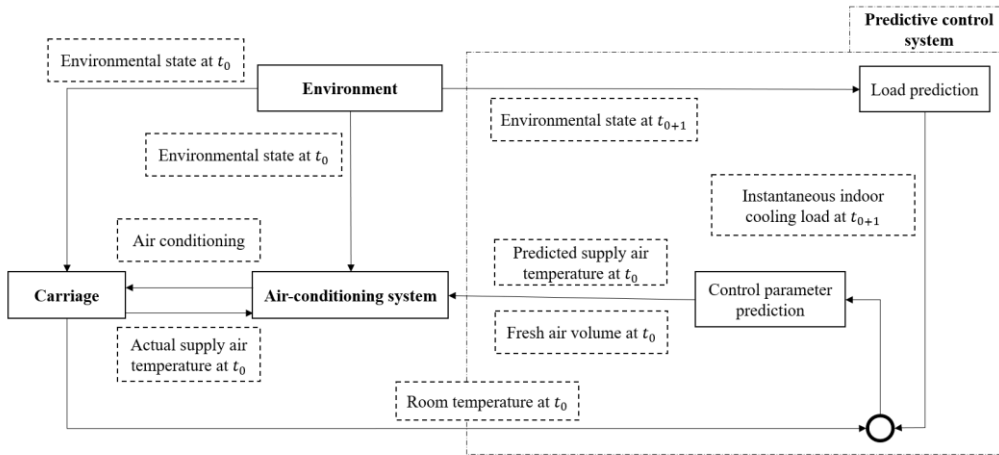 Predictive control
system
Environmental state at t₀
Environment
Load prediction
Environmental state at t₀₊₁
Environmental state at t₀
Instantaneous indoor
cooling load at t₀₊₁
Air conditioning
Predicted supply air
temperature at t₀
Carriage
Air-conditioning system
Control parameter
prediction
Fresh air volume at t₀
Actual supply air
temperature at t₀
Room temperature at t₀